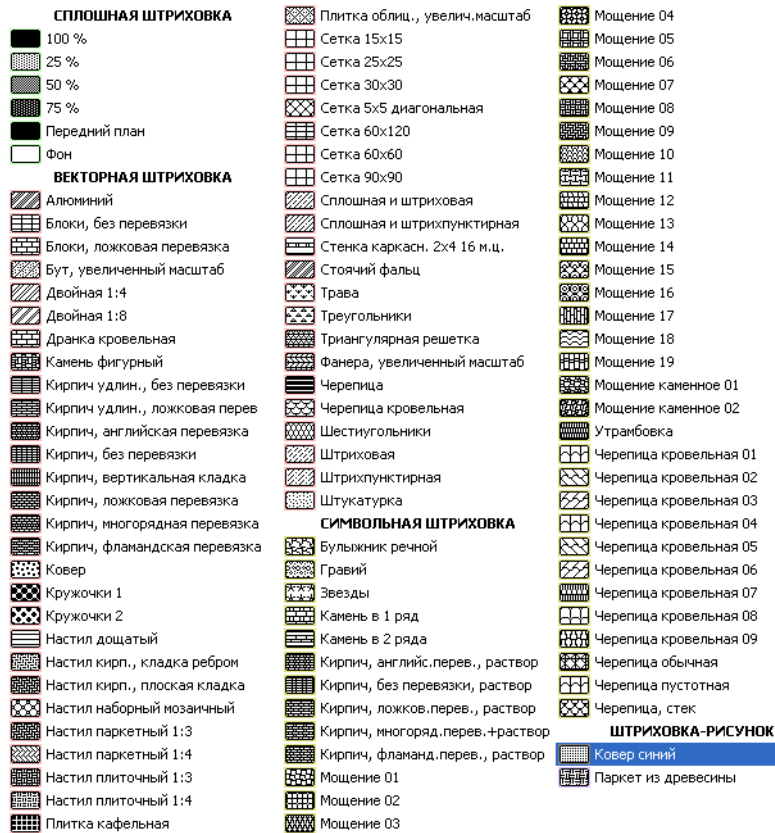 СПЛОШНАЯ ШТРИХОВКА
100 %
25 %
50 %
75 %
Передний план
Фон
ВЕКТОРНАЯ ШТРИХОВКА
Алюминий
Блоки, без перевязки
Блоки, ложковая перевязка
Бут, увеличенный масштаб
Двойная 1:4
Двойная 1:8
Дранка кровельная
Камень фигурный
Кирпич удлин., без перевязки
Кирпич удлин., ложковая перев
Кирпич, английская перевязка
Кирпич, без перевязки
Кирпич, вертикальная кладка
Кирпич, ложковая перевязка
Кирпич, многорядная перевязка
Кирпич, фламандская перевязка
Ковер
Кружочки 1
Кружочки 2
Настил дощатый
Настил кирп., кладка ребром
Настил кирп., плоская кладка
Настил наборный мозаичный
Настил паркетный 1:3
Настил паркетный 1:4
Настил плиточный 1:3
Настил плиточный 1:4
Плитка кафельная
Плитка облиц., увелич.масштаб
Сетка 15x15
Сетка 25x25
Сетка 30x30
Сетка 5x5 диагональная
Сетка 60x120
Сетка 60x60
Сетка 90x90
Сплошная и штриховая
Сплошная и штрихпунктирная
Стенка каркасн. 2x4 16 м.ц.
Стоячий фальц
Трава
Треугольники
Триангулярная решетка
Фанера, увеличенный масштаб
Черепица
Черепица кровельная
Шестиугольники
Штриховая
Штрихпунктирная
Штукатурка
СИМВОЛЬНАЯ ШТРИХОВКА
Булыжник речной
Гравий
Звезды
Камень в 1 ряд
Камень в 2 ряда
Кирпич, английс.перев., раствор
Кирпич, без перевязки, раствор
Кирпич, ложков.перев., раствор
Кирпич, многоряд.перев.+раствор
Кирпич, фламанд.перев., раствор
Мощение 01
Мощение 02
Мощение 03
Мощение 04
Мощение 05
Мощение 06
Мощение 07
Мощение 08
Мощение 09
Мощение 10
Мощение 11
Мощение 12
Мощение 13
Мощение 14
Мощение 15
Мощение 16
Мощение 17
Мощение 18
Мощение 19
Мощение каменное 01
Мощение каменное 02
Утрамбовка
Черепица кровельная 01
Черепица кровельная 02
Черепица кровельная 03
Черепица кровельная 04
Черепица кровельная 05
Черепица кровельная 06
Черепица кровельная 07
Черепица кровельная 08
Черепица кровельная 09
Черепица обычная
Черепица пустотная
Черепица, стек
ШТРИХОВКА-РИСУНОК
Ковер синий
Паркет из древесины